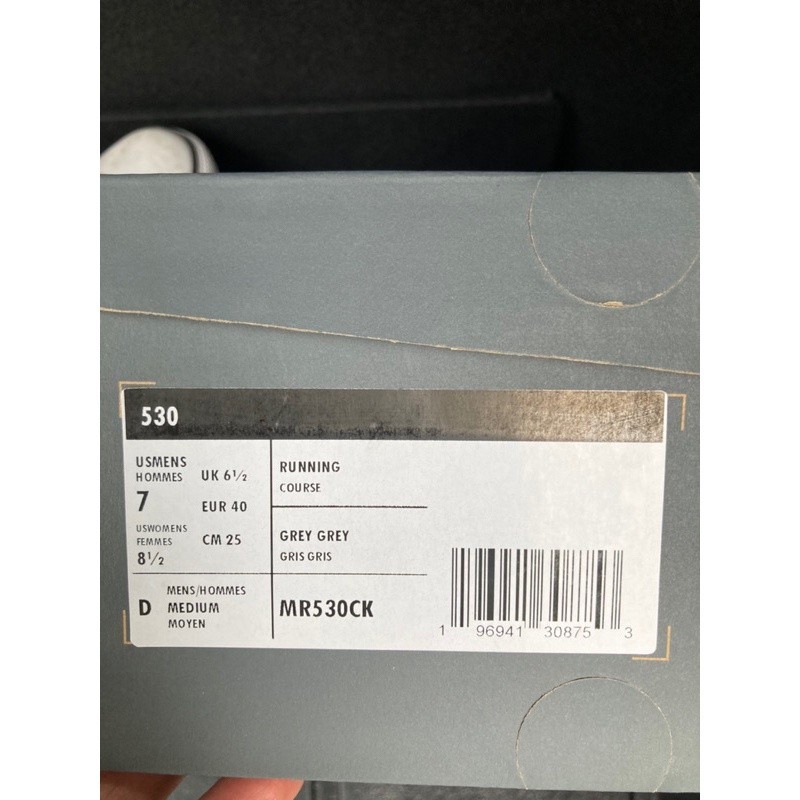 530
USMENS
HOMMES
7
UK 6½
EUR 40
USWOMENS
FEMMES
8½
CM 25
RUNNING
COURSE
GREY GREY
GRIS GRIS
D
MENS/HOMMES
MEDIUM
MOYEN
MR530CK
1 96941 30875 3